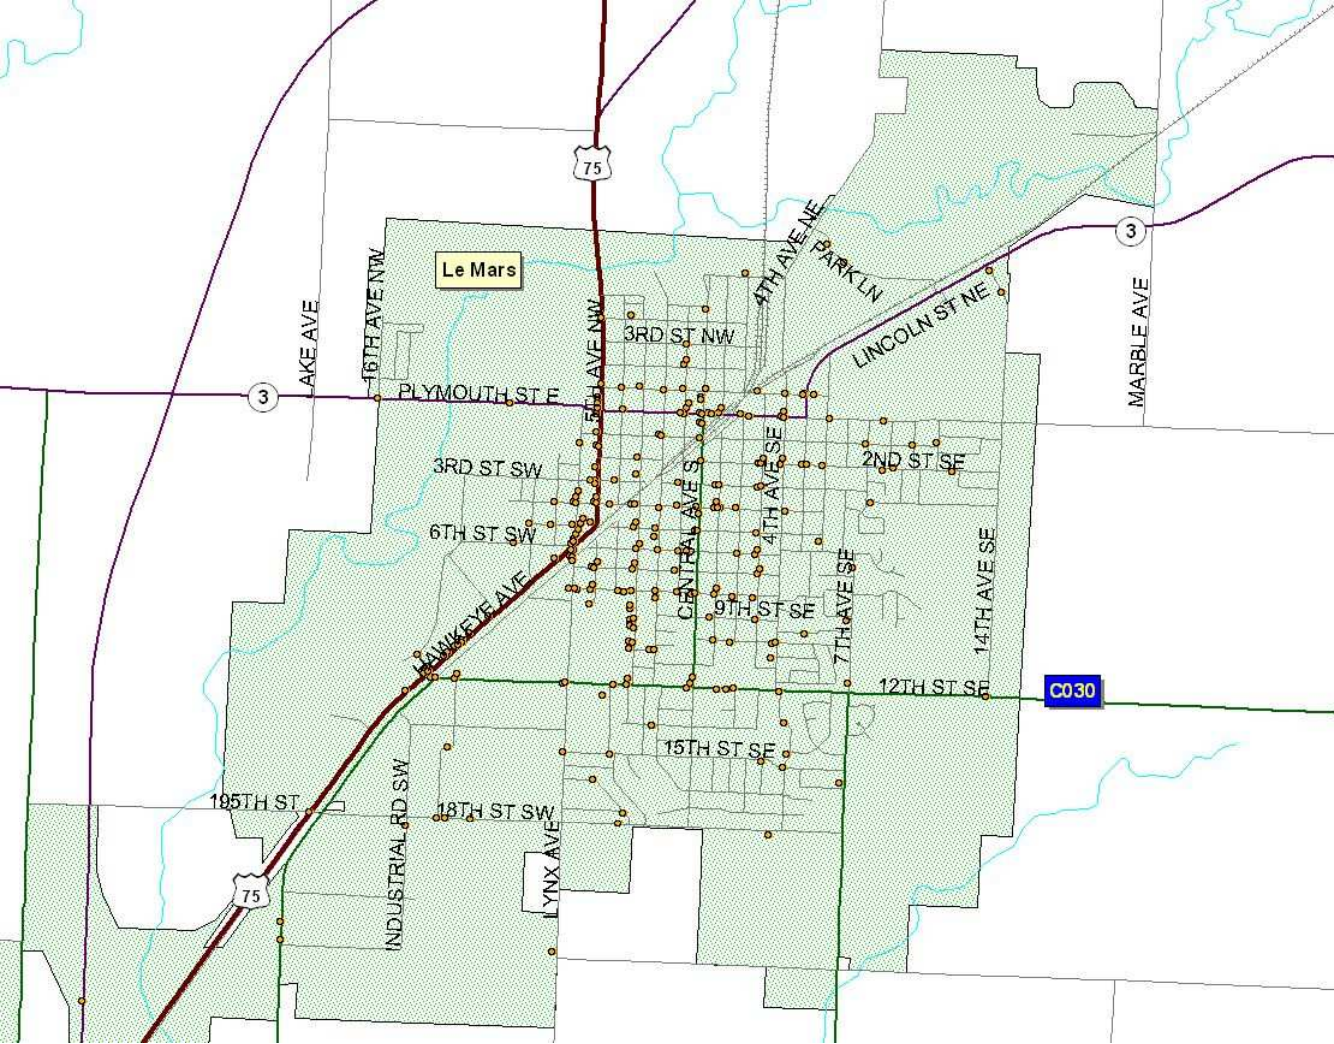 75
4TH AVE NE
PARK LN
3
Le Mars
16TH AVE NW
LAKE AVE
5TH AVE NW
3RD ST NW
LINCOLN ST NE
MARBLE AVE
3
PLYMOUTH ST E
3RD ST SW
2ND ST SE
4TH AVE SE
CENTRAL AVE S
6TH ST SW
HAWKEYE AVE
9TH ST SE
7TH AVE SE
14TH AVE SE
12TH ST SE
C030
15TH ST SE
195TH ST
18TH ST SW
INDUSTRIAL RD SW
LYNX AVE
75